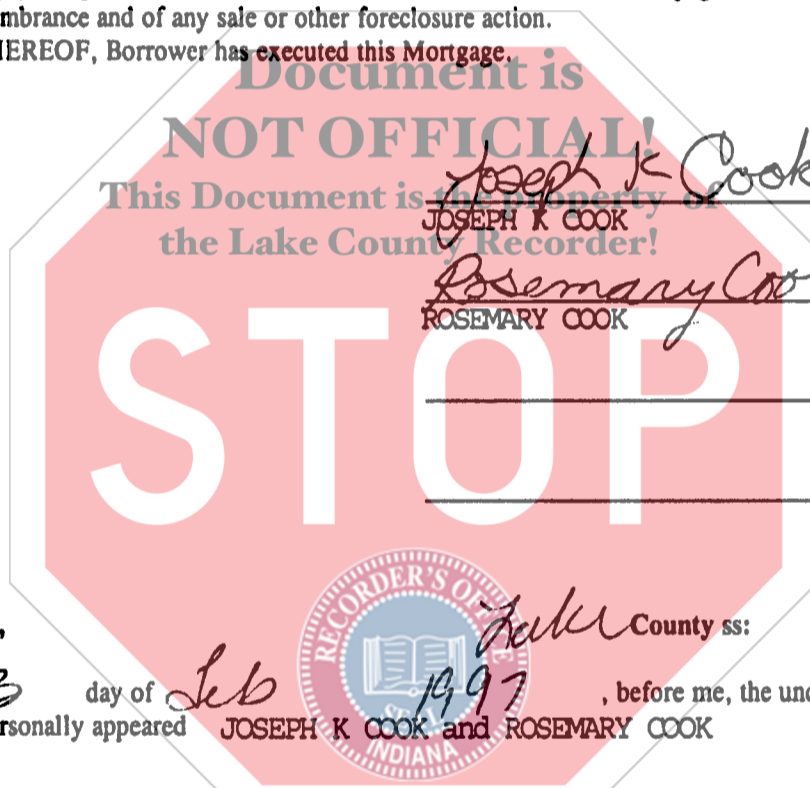 mbrance and of any sale or other foreclosure action.
HEREOF, Borrower has executed this Mortgage.
Document is
NOT OFFICIAL!
This Document is the property of
the Lake County Recorder!
Joseph K Cook
JOSEPH K COOK
Rosemary Coo
ROSEMARY COOK
STOP
RECORDER'S OFFICE
SEAL
INDIANA
Lake County ss:
day of Feb 1997 , before me, the und
rsonally appeared JOSEPH K COOK and ROSEMARY COOK